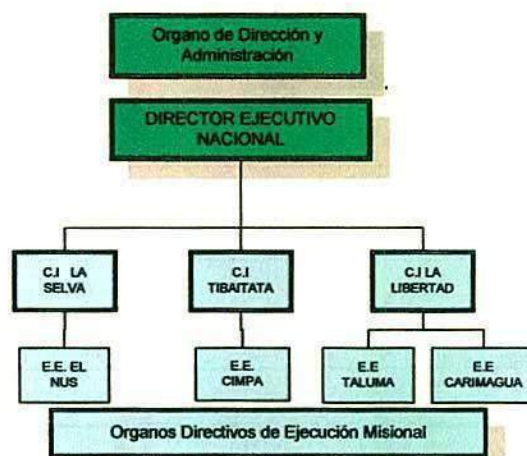 Organo de Dirección y
Administración
DIRECTOR EJECUTIVO
NACIONAL
C.I LA
SELVA
C.I
TIBAITATA
C.I LA
LIBERTAD
E.E. EL
NUS
E.E.
CIMPA
E.E
TALUMA
E.E
CARIMAGUA
Organos Directivos de Ejecución Misional